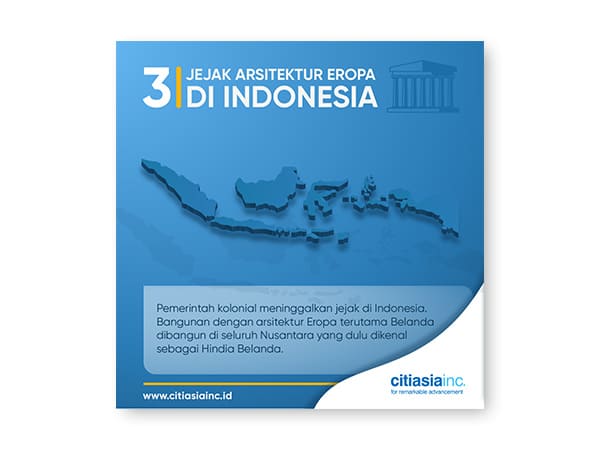 3 JEJAK ARSITEKTUR EROPA
DI INDONESIA
Pemerintah kolonial meninggalkan jejak di Indonesia.
Bangunan dengan arsitektur Eropa terutama Belanda
dibangun di seluruh Nusantara yang dulu dikenal
sebagai Hindia Belanda.
citiasiainc.
for remarkable advancement
www.citiasiainc.id